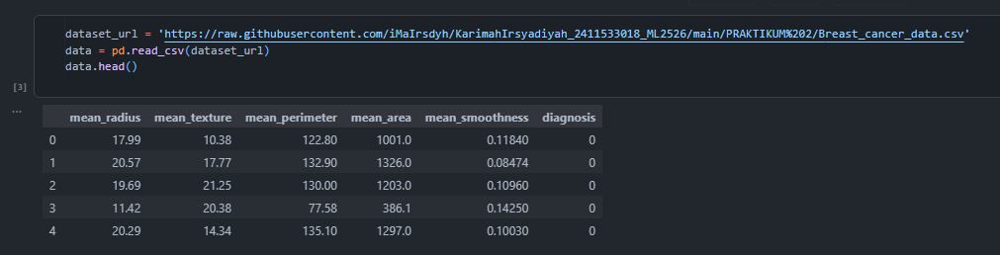 dataset_url = 'https://raw.githubusercontent.com/iMaIrsdyh/KarimahIrsyadiyah_2411533018_ML2526/main/PRAKTIKUM%202/Breast_cancer_data.csv'
data = pd.read_csv(dataset_url)
data.head()
[3]
...
mean_radius mean_texture mean_perimeter mean_area mean_smoothness diagnosis
0 17.99 10.38 122.80 1001.0 0.11840 0
1 20.57 17.77 132.90 1326.0 0.08474 0
2 19.69 21.25 130.00 1203.0 0.10960 0
3 11.42 20.38 77.58 386.1 0.14250 0
4 20.29 14.34 135.10 1297.0 0.10030 0